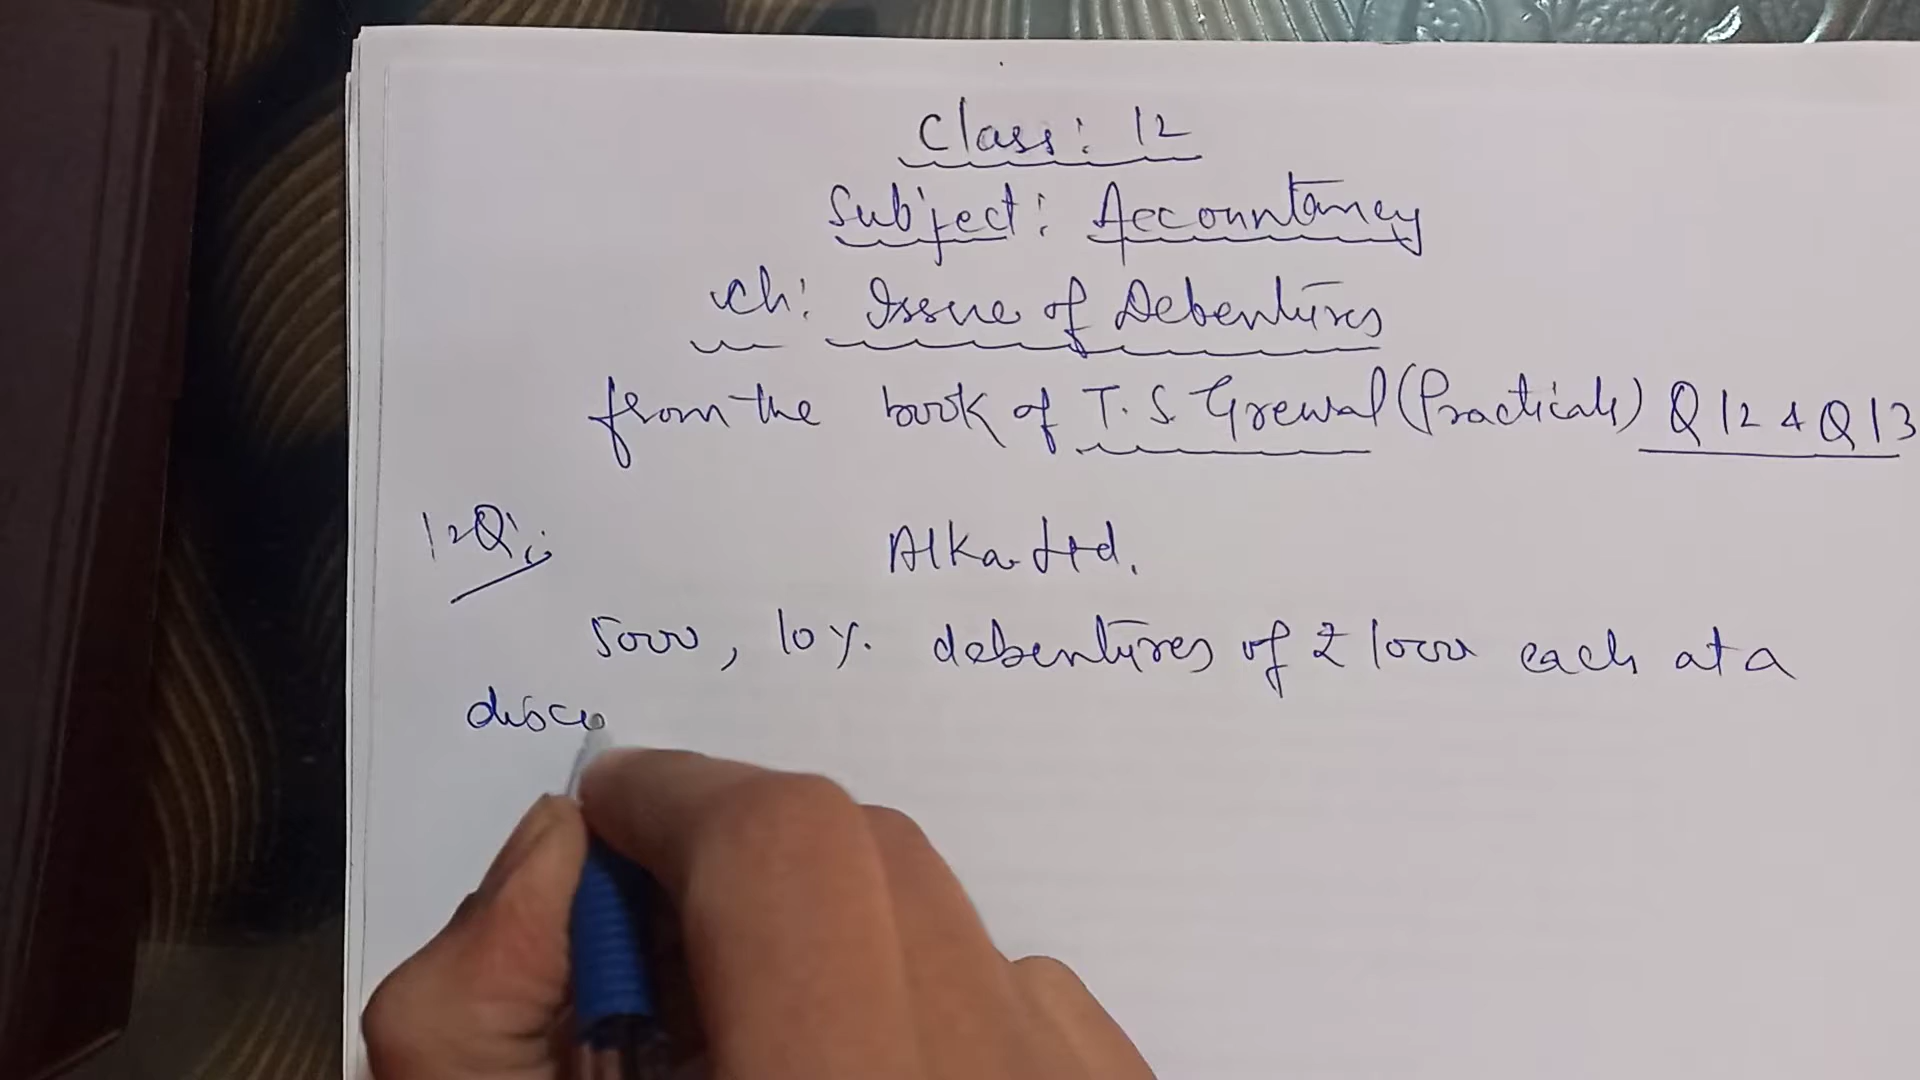 Class: 12
Subject: Accountancy
Ch: Issue of Debentures
from the book of T.S Grewal (Practicals) Q12 & Q13
12Q:
Alka Ltd.
5000, 10%. debentures of ₹ 1000 each at a
discou